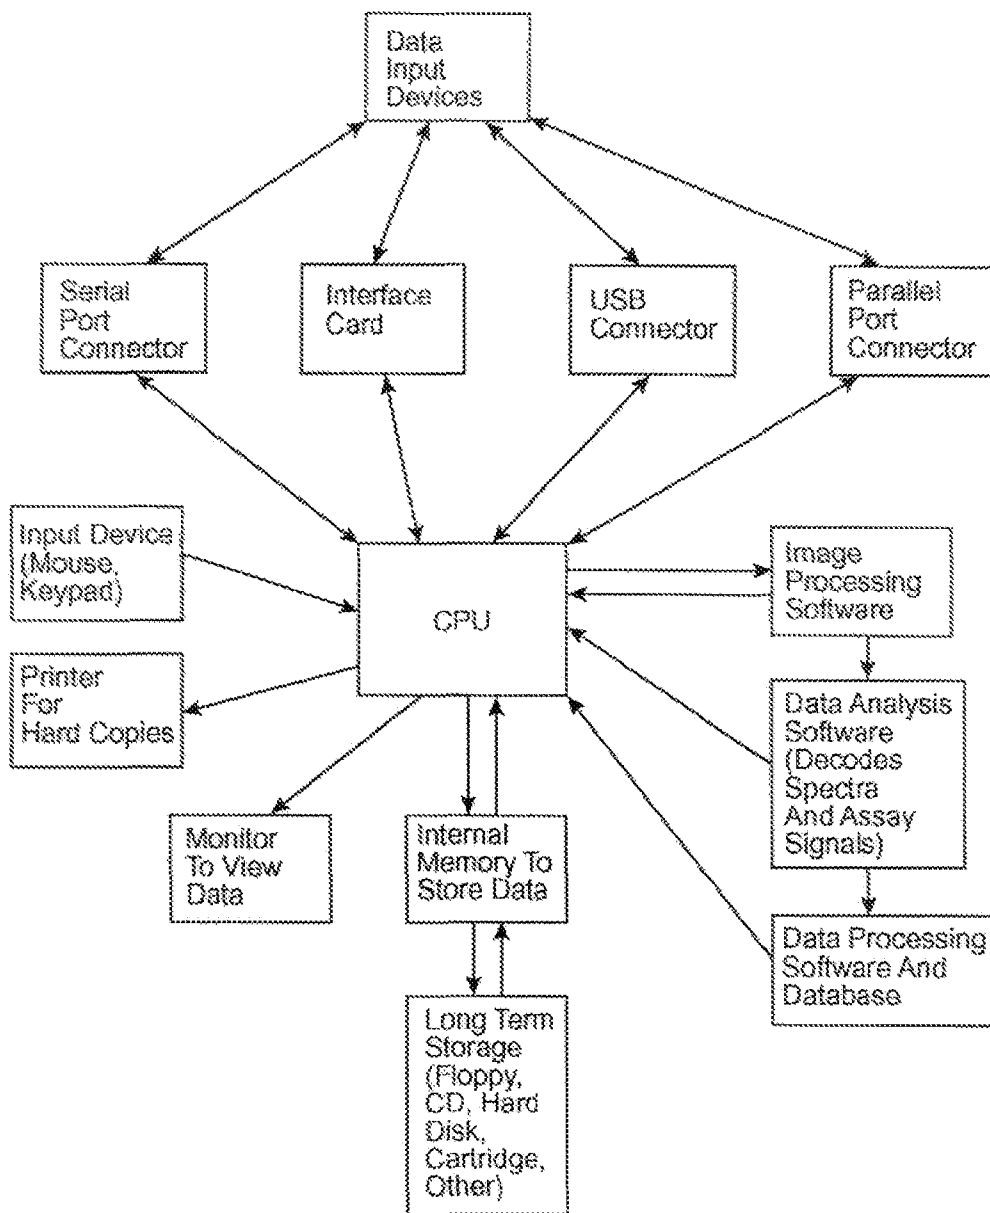 Data
Input
Devices
Serial
Port
Connector
Interface
Card
USB
Connector
Parallel
Port
Connector
Input Device
(Mouse,
Keypad)
CPU
Image
Processing
Software
Printer
For
Hard Copies
Data Analysis
Software
(Decodes
Spectra
And Assay
Signals)
Monitor
To View
Data
Internal
Memory To
Store Data
Data Processing
Software And
Database
Long Term
Storage
(Floppy,
CD, Hard
Disk,
Cartridge,
Other)